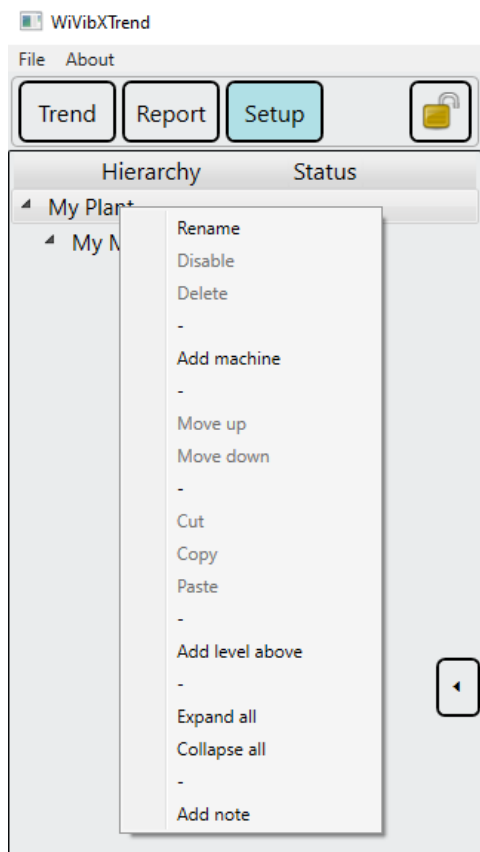 WiVibXTrend
File About
Trend Report Setup
Hierarchy Status
My Plant
My M
Rename
Disable
Delete
-
Add machine
-
Move up
Move down
-
Cut
Copy
Paste
-
Add level above
-
Expand all
Collapse all
-
Add note